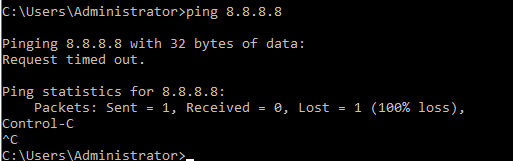 C:\Users\Administrator>ping 8.8.8.8
Pinging 8.8.8.8 with 32 bytes of data:
Request timed out.
Ping statistics for 8.8.8.8:
    Packets: Sent = 1, Received = 0, Lost = 1 (100% loss),
Control-C
^C
C:\Users\Administrator>